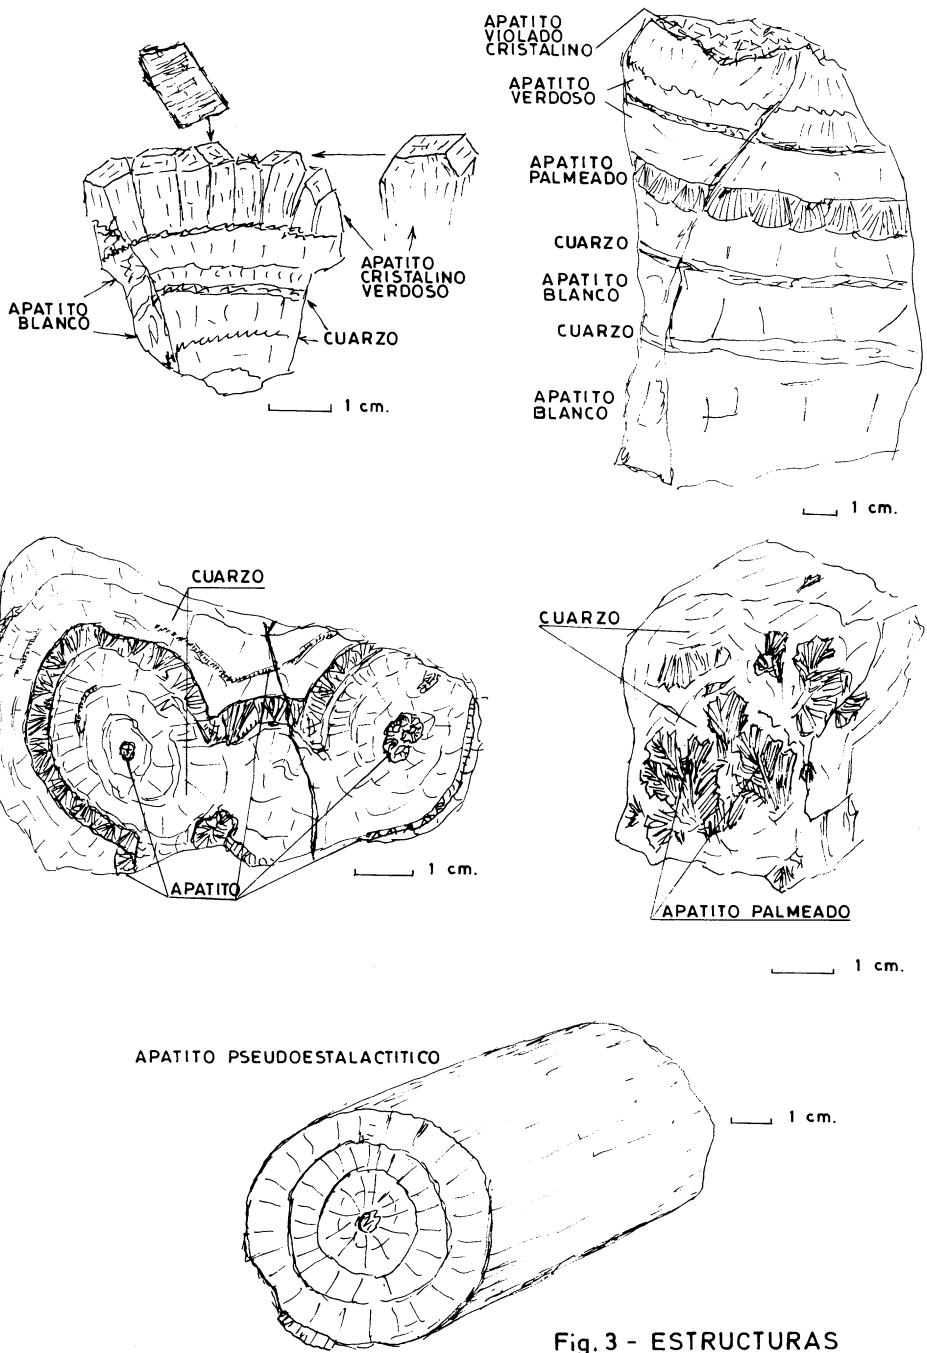 APATITO
VIOLADO
CRISTALINO
APATITO
VERDOSO
APATITO
PALMEADO
CUARZO
APATITO
BLANCO
CUARZO
APATITO
BLANCO
1 cm.
APATITO
CRISTALINO
VERDOSO
APATITO
BLANCO
CUARZO
1 cm.
CUARZO
APATITO
1 cm.
CUARZO
APATITO PALMEADO
1 cm.
APATITO PSEUDOESTALACTITICO
1 cm.
Fig. 3 - ESTRUCTURAS